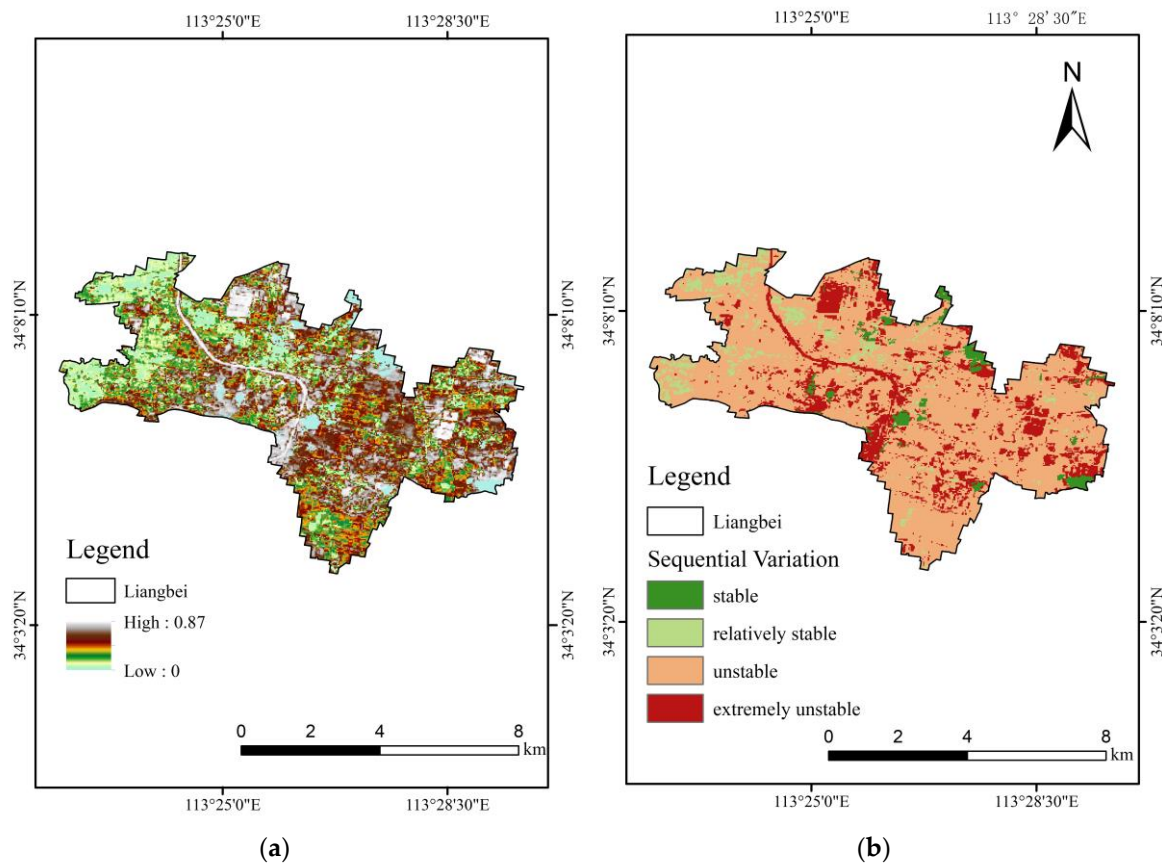 113°25'0"E
113°28'30"E
34°8'10"N
34°8'10"N
34°3'20"N
34°3'20"N
Legend
Liangbei
High : 0.87
Low : 0
0 2 4 8
km
113°25'0"E
113°28'30"E
(a)
113°25'0"E
113° 28'30"E
N
34°8'10"N
34°8'10"N
34°3'20"N
34°3'20"N
Legend
Liangbei
Sequential Variation
stable
relatively stable
unstable
extremely unstable
0 2 4 8
km
113°25'0"E
113°28'30"E
(b)